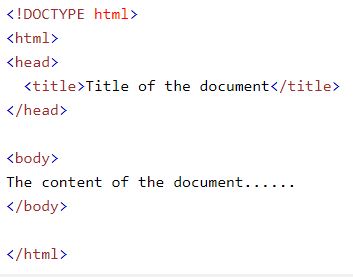 <!DOCTYPE html>
<html>
<head>
  <title>Title of the document</title>
</head>

<body>
The content of the document......
</body>

</html>